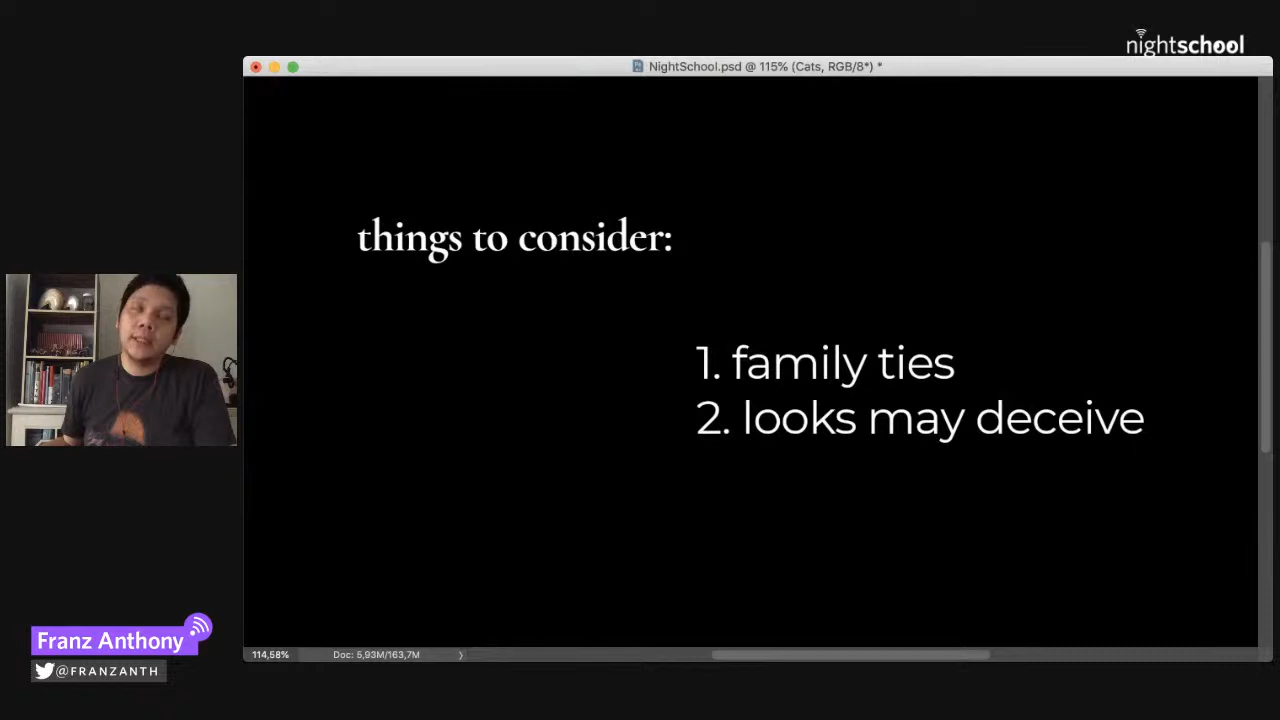 nightschool
NightSchool.psd @ 115% (Cats, RGB/8*) *
things to consider:
1. family ties
2. looks may deceive
Franz Anthony
@FRANZANTH
114,58%
Doc: 5,93M/163,7M